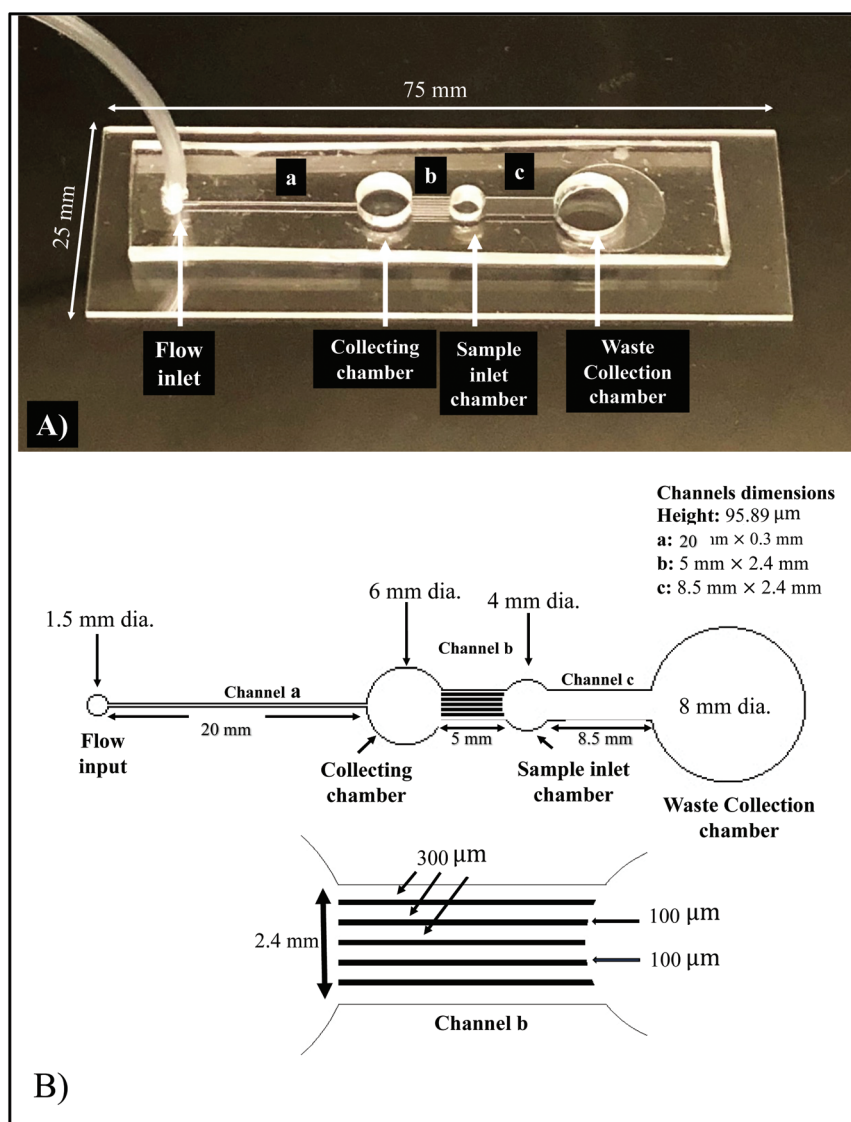 75 mm
25 mm
a
b
c
Flow
inlet
Collecting
chamber
Sample
inlet
chamber
Waste
Collection
chamber
A)
Channels dimensions
Height: 95.89 μm
a: 20 m × 0.3 mm
b: 5 mm × 2.4 mm
c: 8.5 mm × 2.4 mm
1.5 mm dia.
6 mm dia.
4 mm dia.
Channel b
Channel a
Channel c
8 mm dia.
20 mm
5 mm
8.5 mm
Flow
input
Collecting
chamber
Sample inlet
chamber
Waste Collection
chamber
300 μm
2.4 mm
100 μm
100 μm
Channel b
B)